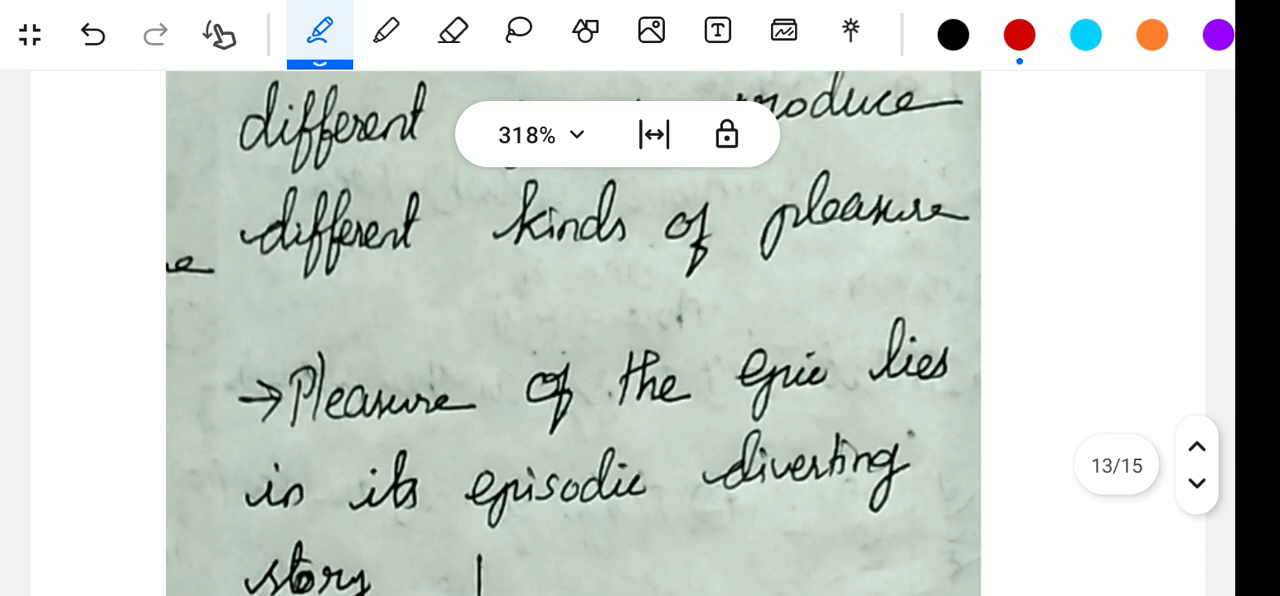 different produce
318%
different kinds of pleasure
→Pleasure of the Epic lies
in its episodic diverting
13/15
story